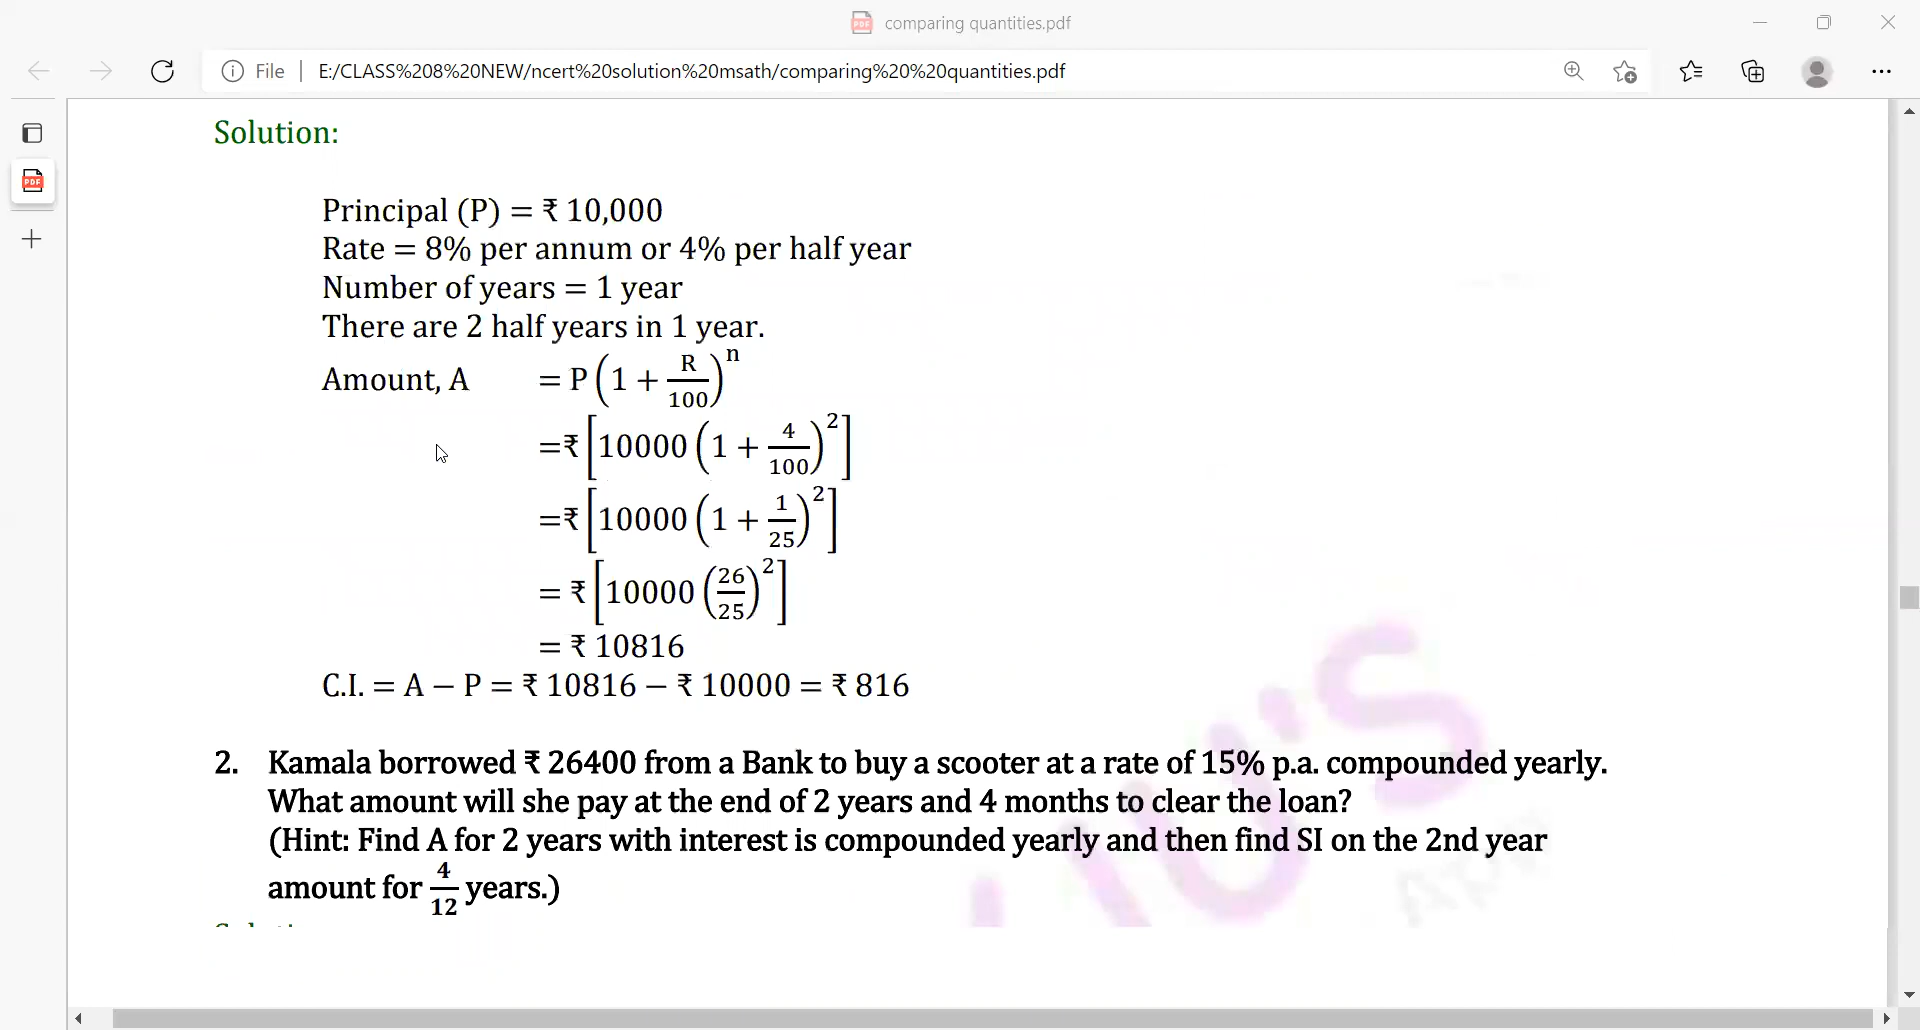 comparing quantities.pdf
File | E:/CLASS%208%20NEW/ncert%20solution%20msath/comparing%20%20quantities.pdf
Solution:
Principal (P) = ₹ 10,000
Rate = 8% per annum or 4% per half year
Number of years = 1 year
There are 2 half years in 1 year.
Amount, A = P(1 + R/100)^n
=₹ [10000 (1 + 4/100)^2]
=₹ [10000 (1 + 1/25)^2]
= ₹ [10000 (26/25)^2]
= ₹ 10816
C.I. = A − P = ₹ 10816 − ₹ 10000 = ₹ 816
2. Kamala borrowed ₹ 26400 from a Bank to buy a scooter at a rate of 15% p.a. compounded yearly.
What amount will she pay at the end of 2 years and 4 months to clear the loan?
(Hint: Find A for 2 years with interest is compounded yearly and then find SI on the 2nd year
amount for 4/12 years.)